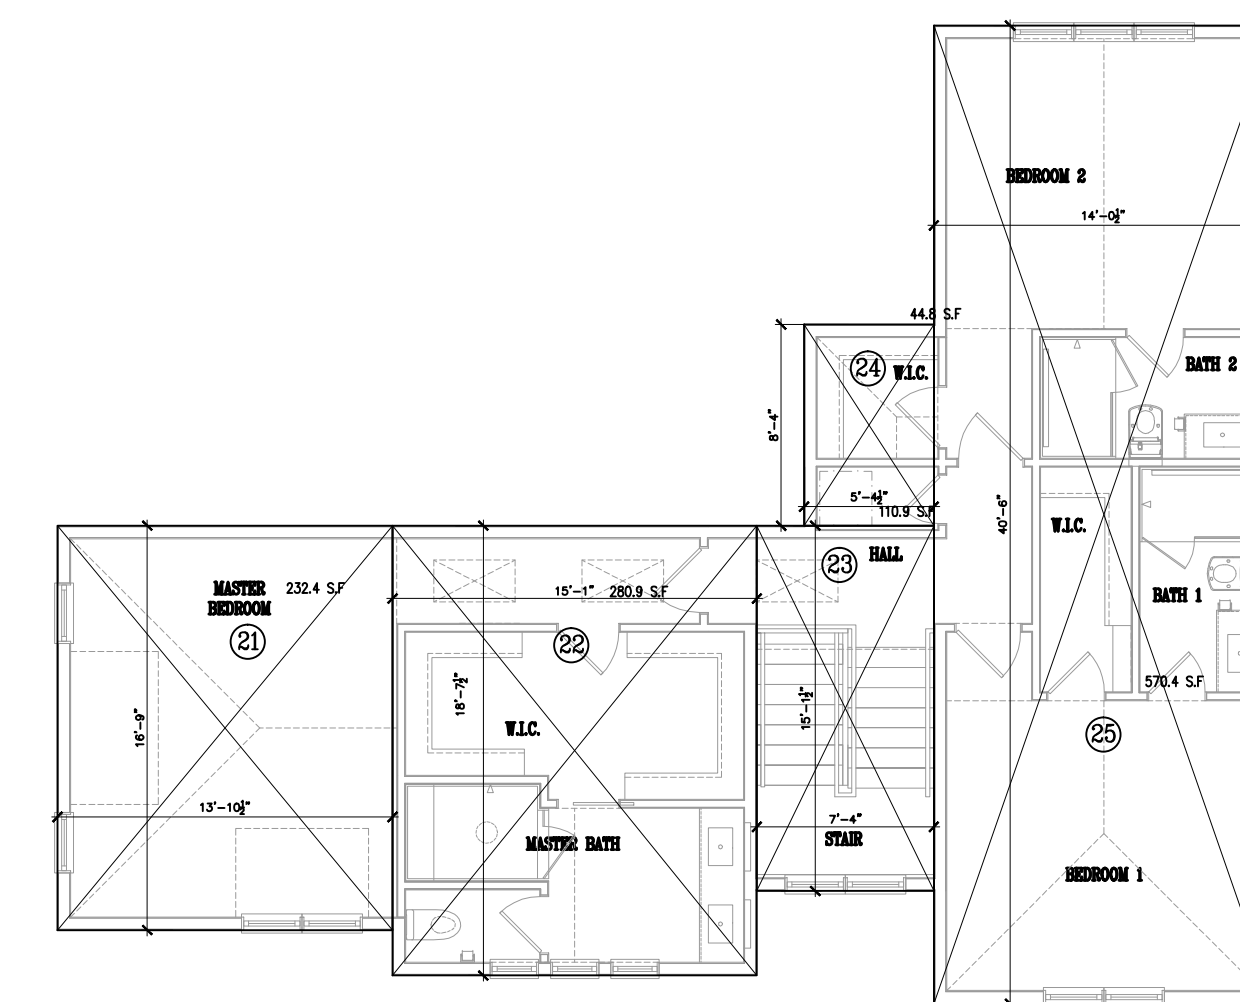 BEDROOM 2
14'-0½"
44.8 S.F
24
W.I.C.
BATH 2
8'-4"
5'-4½"
110.9 S.F
40'-6"
W.I.C.
23
HALL
MASTER
BEDROOM
232.4 S.F
21
15'-1"
280.9 S.F
22
BATH 1
570.4 S.F
18'-7½"
15'-1½"
W.I.C.
16'-9"
25
13'-10½"
7'-4"
STAIR
MASTER BATH
BEDROOM 1